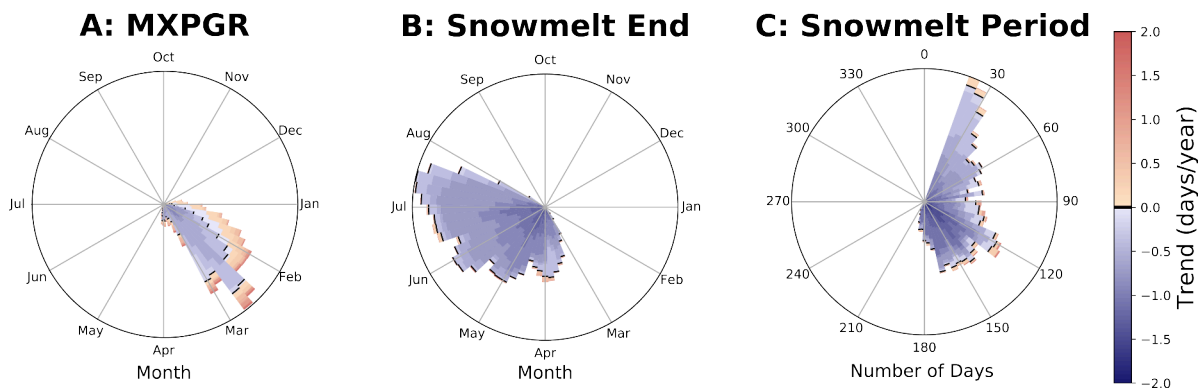 A: MXPGR
Oct
Nov
Dec
Jan
Feb
Mar
Apr
May
Jun
Jul
Aug
Sep
Month
B: Snowmelt End
Oct
Nov
Dec
Jan
Feb
Mar
Apr
May
Jun
Jul
Aug
Sep
Month
C: Snowmelt Period
0
30
60
90
120
150
180
210
240
270
300
330
Number of Days
2.0
1.5
1.0
0.5
0.0
−0.5
−1.0
−1.5
−2.0
Trend (days/year)